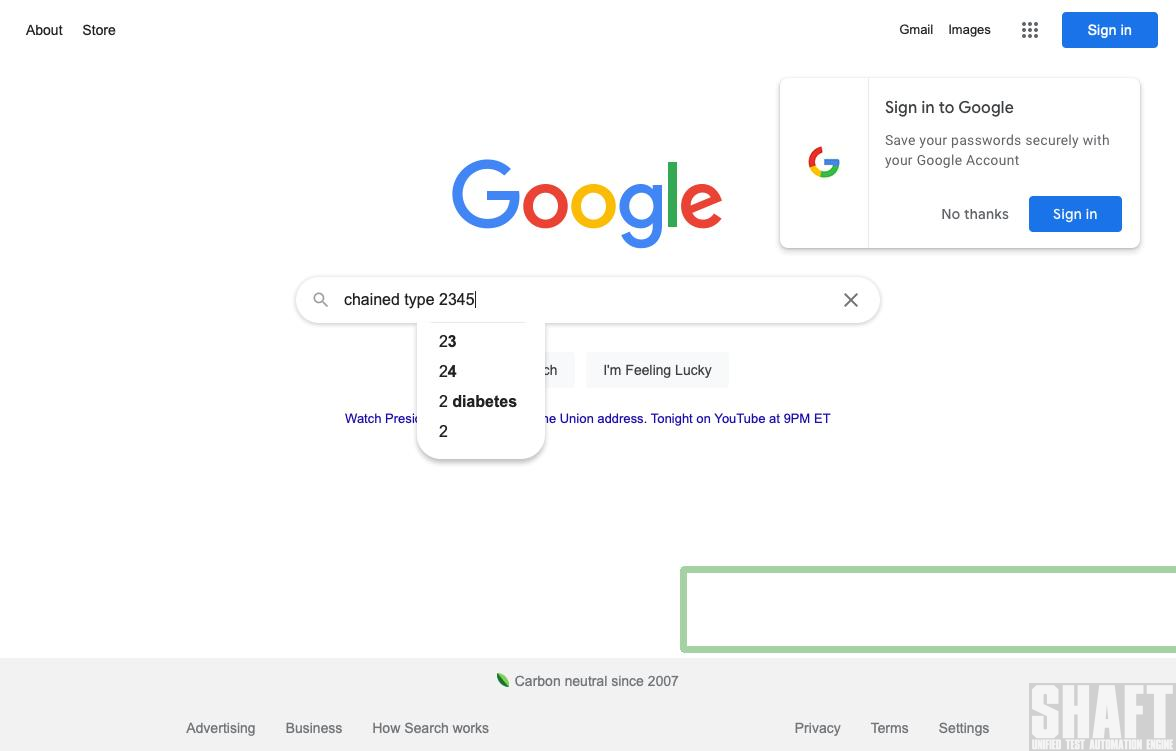 About Store Gmail Images Sign in
Sign in to Google
Save your passwords securely with
your Google Account
No thanks Sign in
Google
chained type 2345
23
24
2 diabetes
2
ch I'm Feeling Lucky
Watch Presi ne Union address. Tonight on YouTube at 9PM ET
Carbon neutral since 2007
Advertising Business How Search works Privacy Terms Settings
SHAFT
UNIFIED TEST AUTOMATION ENGINE